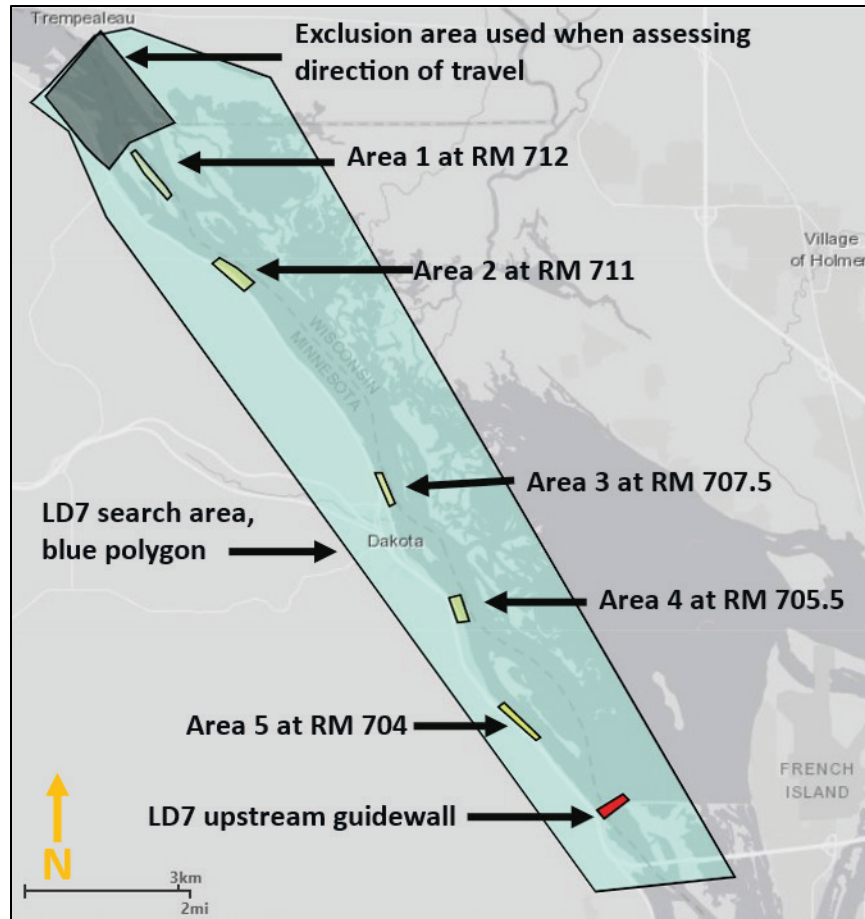 Trempealeau
Exclusion area used when assessing
direction of travel
Area 1 at RM 712
Village
of Holmer
Area 2 at RM 711
WISCONSIN
MINNESOTA
Area 3 at RM 707.5
LD7 search area,
blue polygon
Dakota
Area 4 at RM 705.5
Area 5 at RM 704
FRENCH
ISLAND
LD7 upstream guidewall
N
3km
2mi